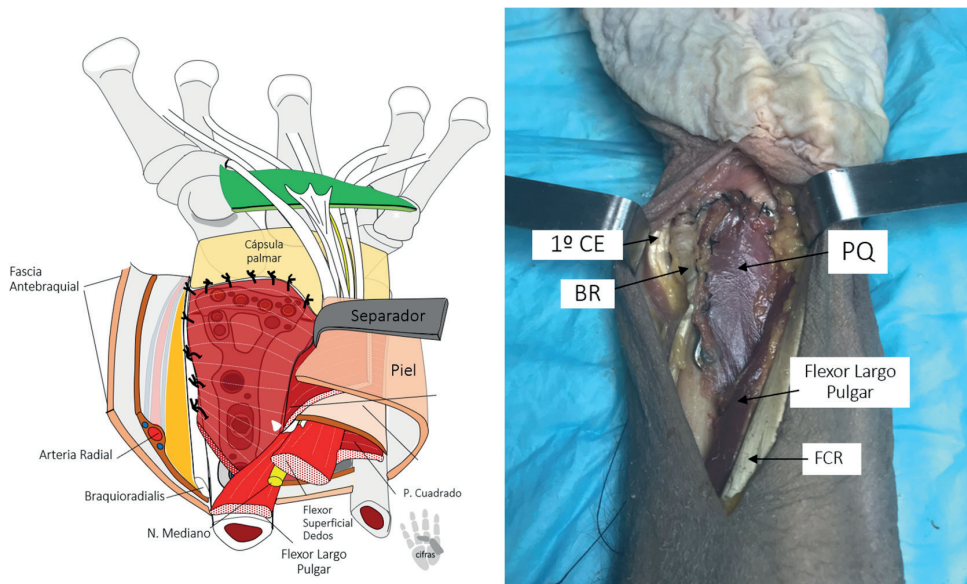 Cápsula
palmar
Fascia
Antebraquial
Separador
Piel
Arteria Radial
Braquioradialis
P. Cuadrado
N. Mediano
Flexor
Superficial
Dedos
Flexor Largo
Pulgar
cifras
1º CE
BR
PQ
Flexor Largo
Pulgar
FCR